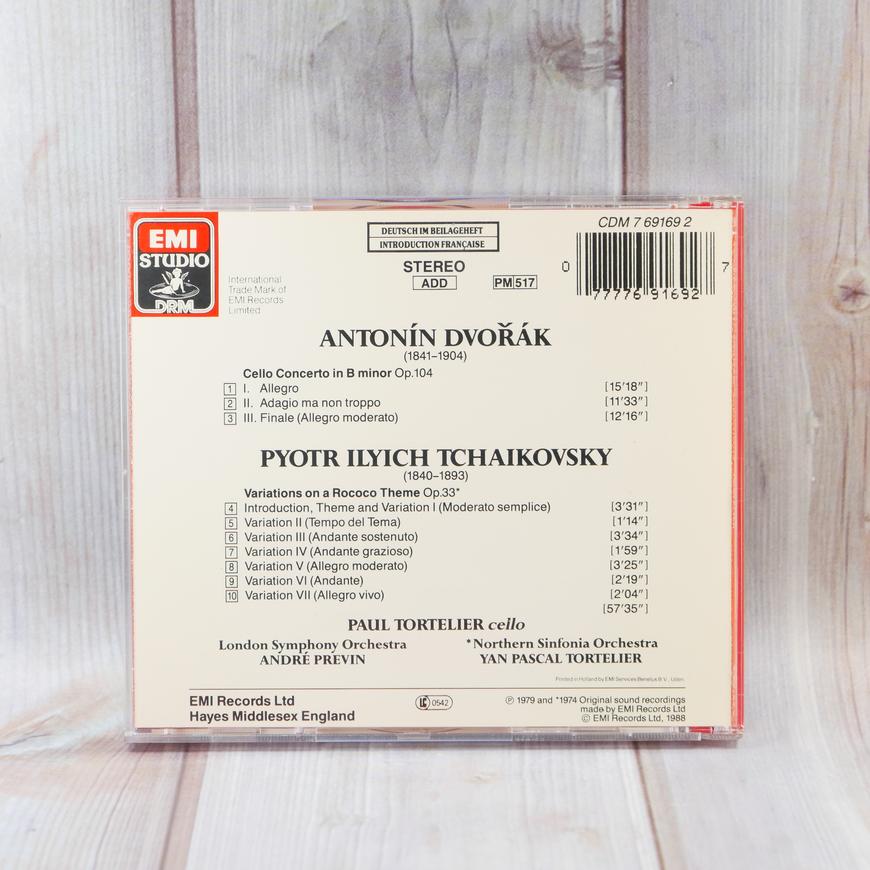 EMI
STUDIO
DRM
International
Trade Mark of
EMI Records
Limited
DEUTSCH IM BEILAGEHEFT
INTRODUCTION FRANÇAISE
STEREO
ADD
PM 517
CDM 7 69169 2
0 77776 91692 7
ANTONÍN DVOŘÁK
(1841–1904)
Cello Concerto in B minor Op.104
1 I. Allegro [15'18"]
2 II. Adagio ma non troppo [11'33"]
3 III. Finale (Allegro moderato) [12'16"]
PYOTR ILYICH TCHAIKOVSKY
(1840–1893)
Variations on a Rococo Theme Op.33*
4 Introduction, Theme and Variation I (Moderato semplice) [3'31"]
5 Variation II (Tempo del Tema) [1'14"]
6 Variation III (Andante sostenuto) [3'34"]
7 Variation IV (Andante grazioso) [1'59"]
8 Variation V (Allegro moderato) [3'25"]
9 Variation VI (Andante) [2'19"]
10 Variation VII (Allegro vivo) [2'04"]
[57'35"]
PAUL TORTELIER cello
London Symphony Orchestra
ANDRÉ PREVIN
*Northern Sinfonia Orchestra
YAN PASCAL TORTELIER
Printed in Holland by EMI Services Benelux B.V., Uden.
EMI Records Ltd
Hayes Middlesex England
LC 0542
℗ 1979 and *1974 Original sound recordings
made by EMI Records Ltd
© EMI Records Ltd, 1988